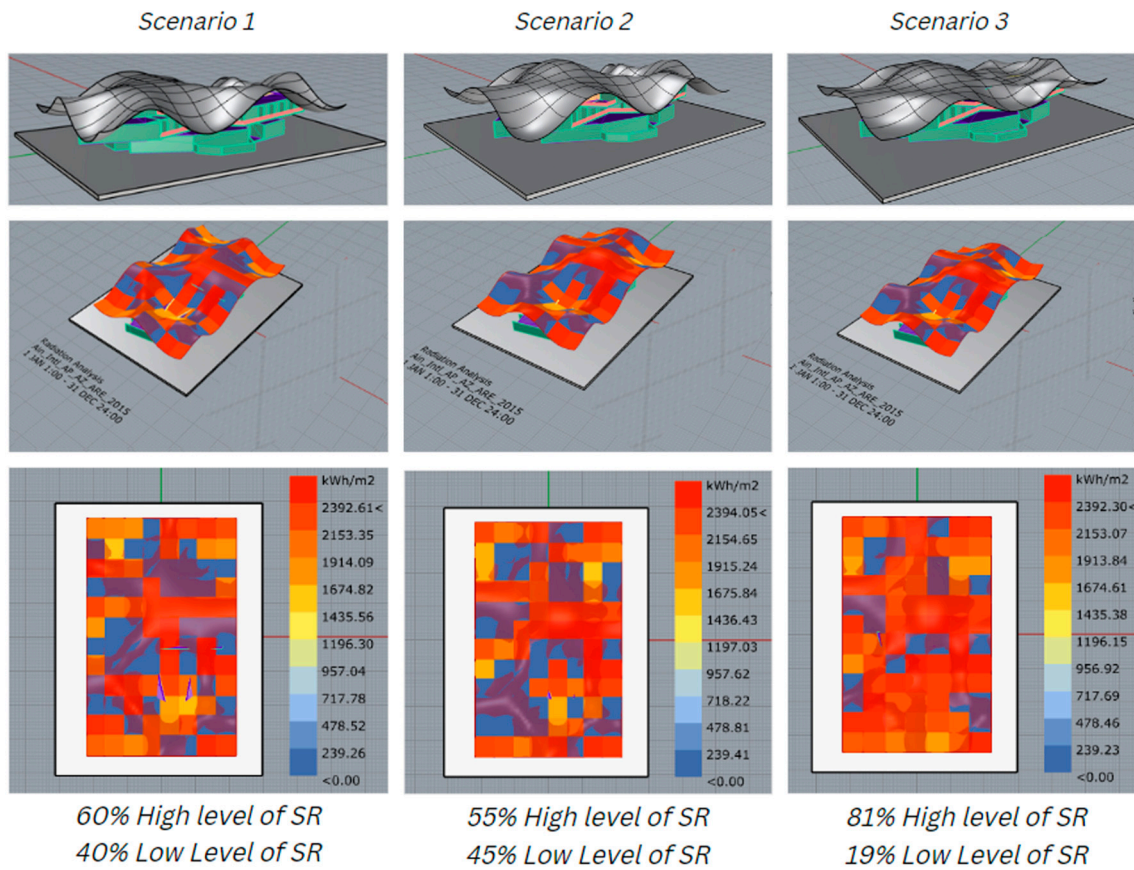 Scenario 1
Scenario 2
Scenario 3
Radiation Analysis
Ain_Intl_AP_AZ_ARE_2015
1 JAN 1:00 - 31 DEC 24:00
Radiation Analysis
Ain_Intl_AP_AZ_ARE_2015
1 JAN 1:00 - 31 DEC 24:00
Radiation Analysis
Ain_Intl_AP_AZ_ARE_2015
1 JAN 1:00 - 31 DEC 24:00
kWh/m2
2392.61<
2153.35
1914.09
1674.82
1435.56
1196.30
957.04
717.78
478.52
239.26
<0.00
kWh/m2
2394.05<
2154.65
1915.24
1675.84
1436.43
1197.03
957.62
718.22
478.81
239.41
<0.00
kWh/m2
2392.30<
2153.07
1913.84
1674.61
1435.38
1196.15
956.92
717.69
478.46
239.23
<0.00
60% High level of SR
40% Low Level of SR
55% High level of SR
45% Low Level of SR
81% High level of SR
19% Low Level of SR